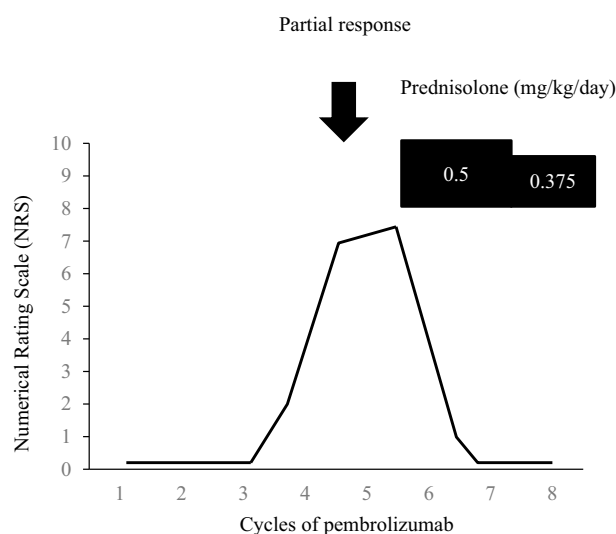 Partial response
Prednisolone (mg/kg/day)
0.5
0.375
Numerical Rating Scale (NRS)
10
9
8
7
6
5
4
3
2
1
0
1 2 3 4 5 6 7 8
Cycles of pembrolizumab